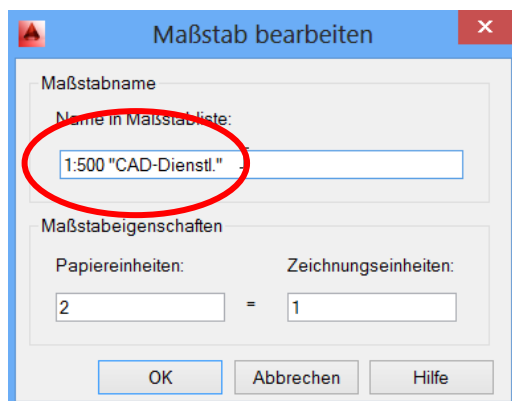 Maßstab bearbeiten
x
Maßstabname
Name in Maßstabliste:
1:500 "CAD-Dienstl."
Maßstabeigenschaften
Papiereinheiten: Zeichnungseinheiten:
2 = 1
OK Abbrechen Hilfe